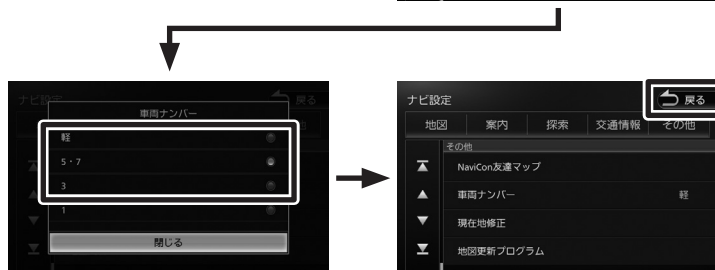 ナビ設定
戻る
車両ナンバー
軽
5・7
3
1
閉じる
ナビ設定
戻る
地図
案内
探索
交通情報
その他
その他
NaviCon友達マップ
車両ナンバー
軽
現在地修正
地図更新プログラム